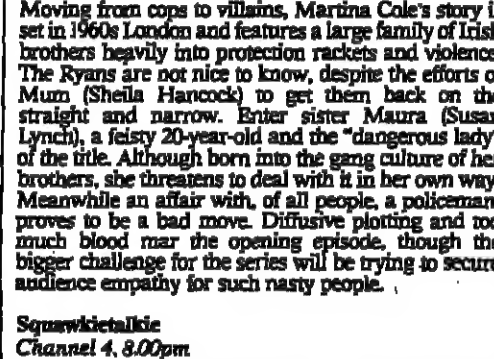 Moving from cops to villains, Martina Cole's story i
set in 1960s London and features a large family of Irish
brothers heavily into protection rackets and violence
The Ryans are not nice to know, despite the efforts o
Mum (Sheila Hancock) to get them back on the
straight and narrow. Enter sister Maura (Susan
Lynch), a feisty 20-year-old and the "dangerous lady
of the title. Although born into the gang culture of he
brothers, she threatens to deal with it in her own way
Meanwhile an affair with, of all people, a policeman
proves to be a bad move. Diffusive plotting and too
much blood mar the opening episode, though the
bigger challenge for the series will be trying to secure
audience empathy for such nasty people.
Squawkietalkie
Channel 4, 8.00pm